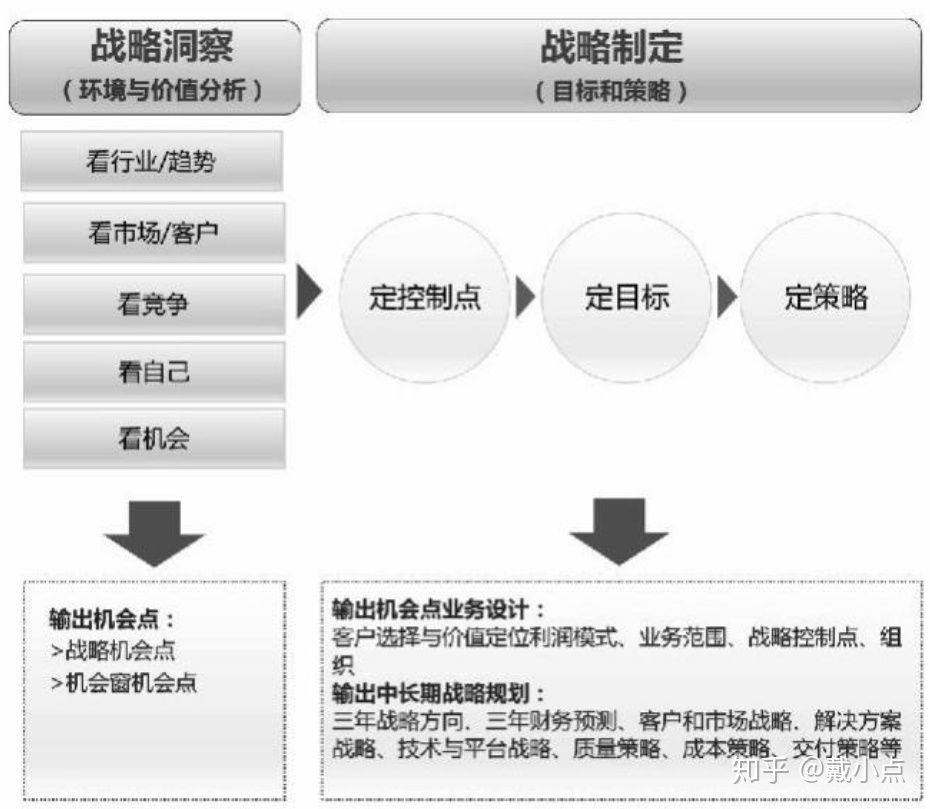 战略洞察
（环境与价值分析）
战略制定
（目标和策略）
看行业/趋势
看市场/客户
看竞争
看自己
看机会
定控制点
定目标
定策略
输出机会点：
>战略机会点
>机会窗机会点
输出机会点业务设计：
客户选择与价值定位利润模式、业务范围、战略控制点、组
织
输出中长期战略规划：
三年战略方向．三年财务预测、客户和市场战略．解决方案
战略、技术与平台战略、质量策略、成本策略、交付策略等
知乎 @戴小点